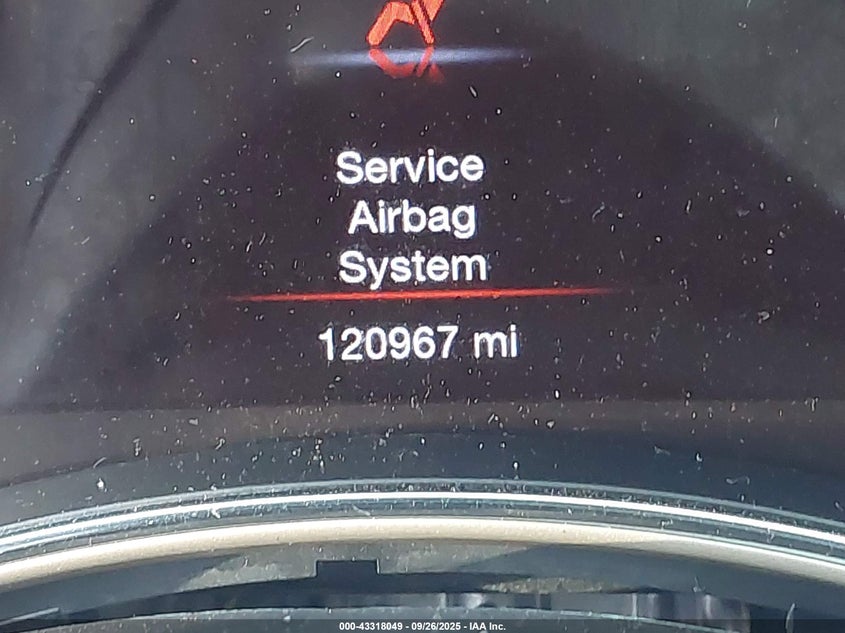 Service
Airbag
System
120967 mi
000-43318049 - 09/26/2025 - IAA Inc.